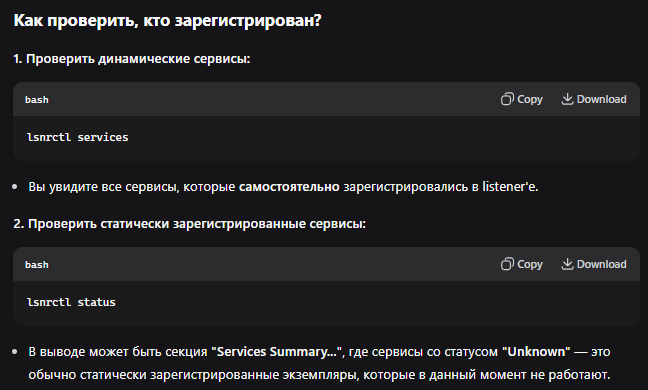 Как проверить, кто зарегистрирован?
1. Проверить динамические сервисы:
bash
Copy
Download
lsnrctl services
Вы увидите все сервисы, которые самостоятельно зарегистрировались в listener'е.
2. Проверить статически зарегистрированные сервисы:
bash
Copy
Download
lsnrctl status
В выводе может быть секция "Services Summary...", где сервисы со статусом "Unknown" — это
обычно статически зарегистрированные экземпляры, которые в данный момент не работают.